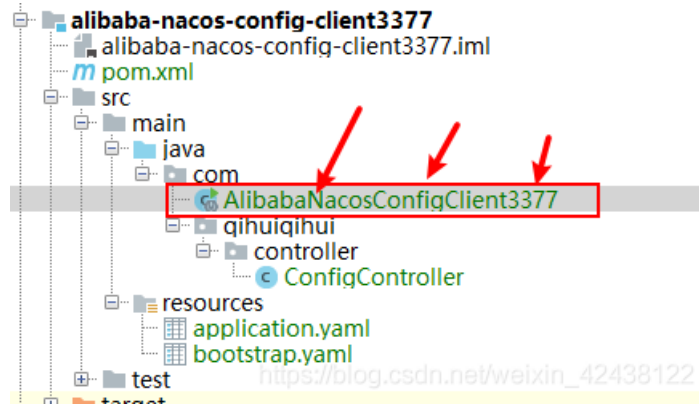 alibaba-nacos-config-client3377
alibaba-nacos-config-client3377.iml
m pom.xml
src
main
java
com
AlibabaNacosConfigClient3377
qihuiqihui
controller
C ConfigController
resources
application.yaml
bootstrap.yaml
test
https://blog.csdn.net/weixin_42438122
target